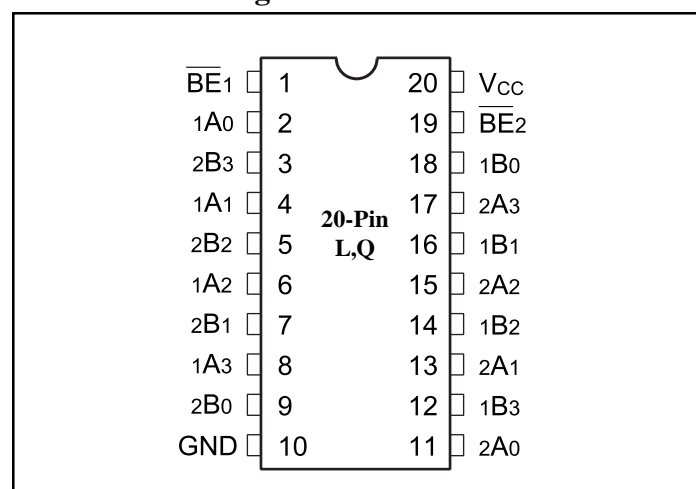 B̅E̅1 1 20 VCC
1A0 2 19 B̅E̅2
2B3 3 18 1B0
1A1 4 17 2A3
20-Pin
L,Q
2B2 5 16 1B1
1A2 6 15 2A2
2B1 7 14 1B2
1A3 8 13 2A1
2B0 9 12 1B3
GND 10 11 2A0